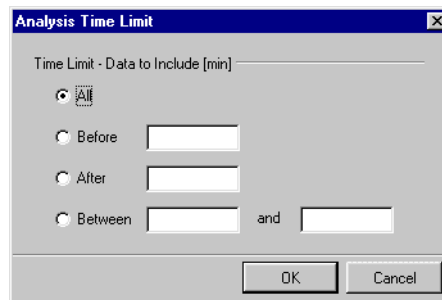 Analysis Time Limit
Time Limit - Data to Include [min]
All
Before
After
Between and
OK Cancel